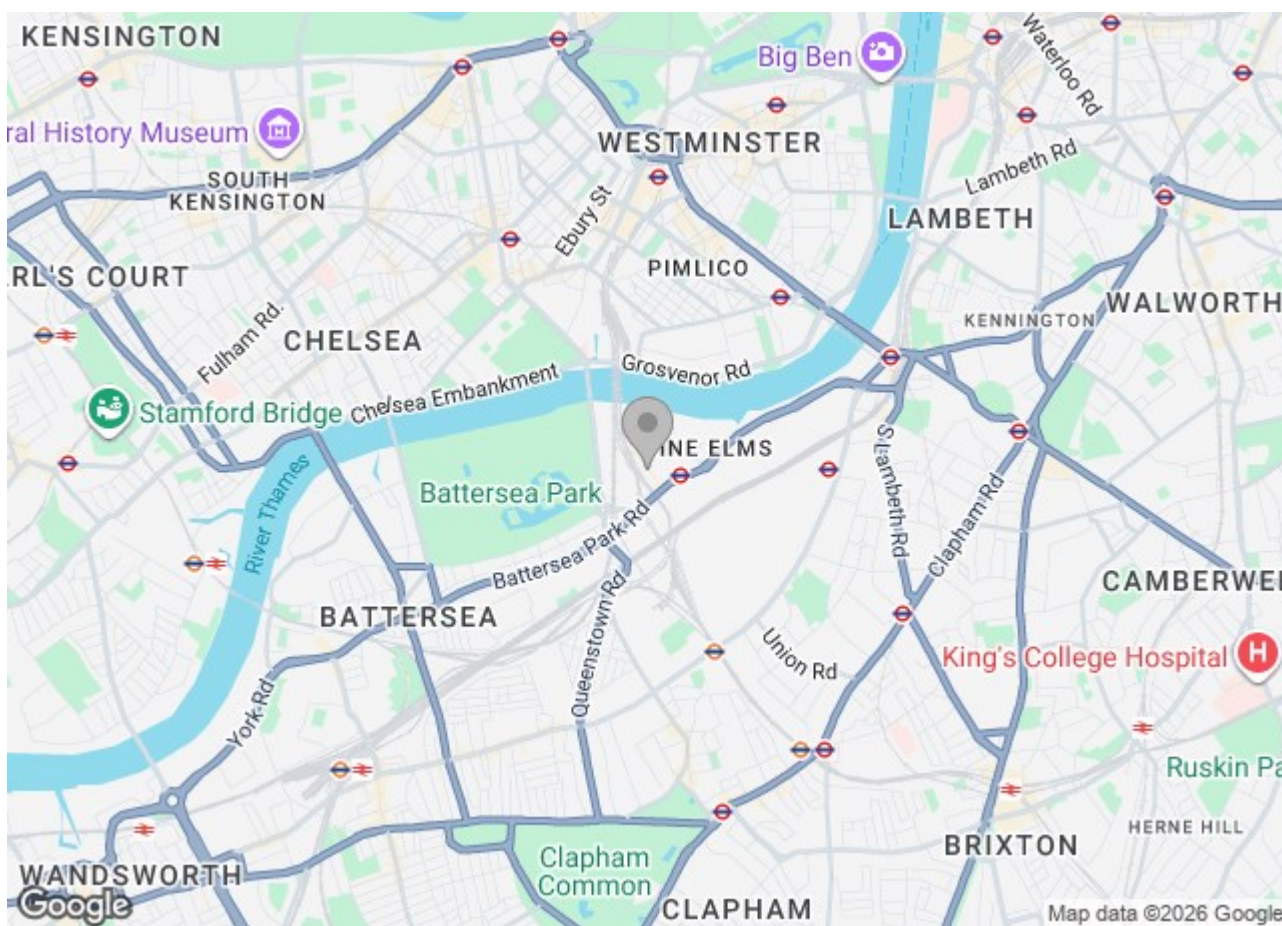 KENSINGTON
Big Ben
Waterloo Rd
ral History Museum
WESTMINSTER
Lambeth Rd
SOUTH
KENSINGTON
Ebury St
LAMBETH
PIMLICO
ARL'S COURT
WALWORTH
KENNINGTON
Fulham Rd.
CHELSEA
Grosvenor Rd
Chelsea Embankment
Stamford Bridge
INE ELMS
S Lambeth Rd
Clapham Rd
Battersea Park
River Thames
Battersea Park Rd
CAMBERWE
BATTERSEA
Queenstown Rd
Union Rd
King's College Hospital
H
York Rd
Ruskin Pa
HERNE HILL
BRIXTON
Clapham
Common
WANDSWORTH
Google
CLAPHAM
Map data ©2026 Google